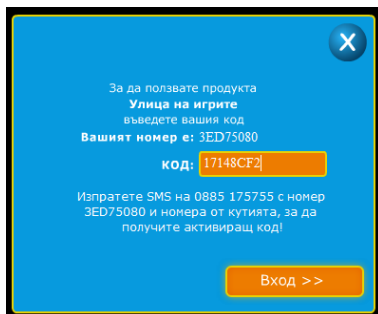 X
За да ползвате продукта
Улица на игрите
въведете вашия код
Вашият номер е: 3ED75080
КОД: 17148CF2
Изпратете SMS на 0885 175755 с номер
3ED75080 и номера от кутията, за да
получите активиращ код!
Вход >>